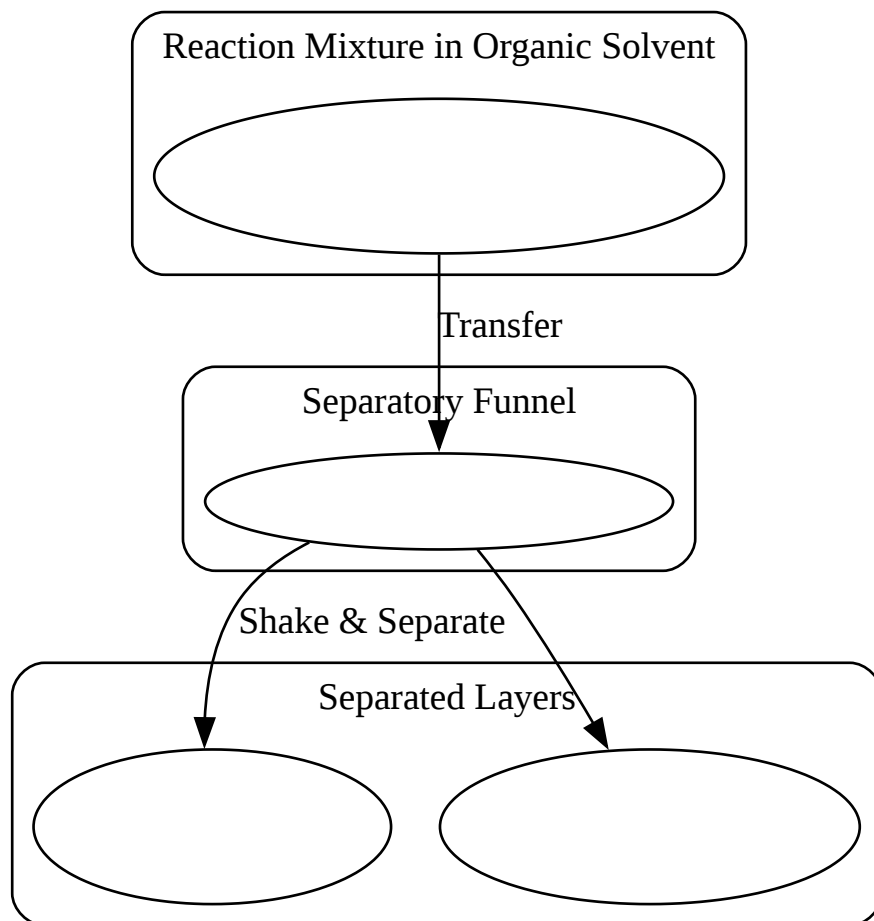 Reaction Mixture in Organic Solvent
Transfer
Separatory Funnel
Shake & Separate
Separated Layers